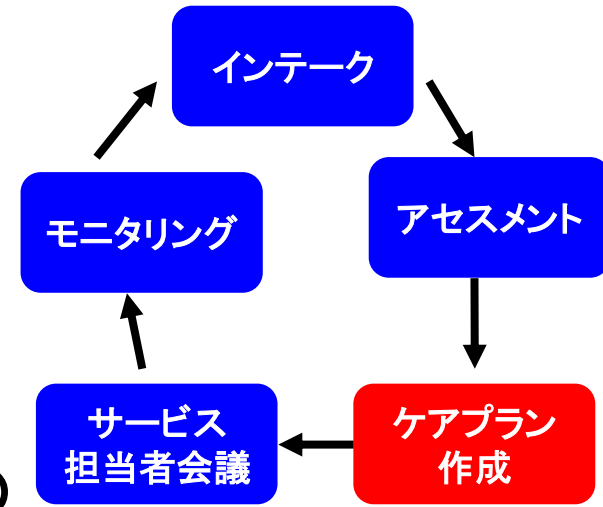 インテーク
アセスメント
モニタリング
サービス
担当者会議
ケアプラン
作成
)